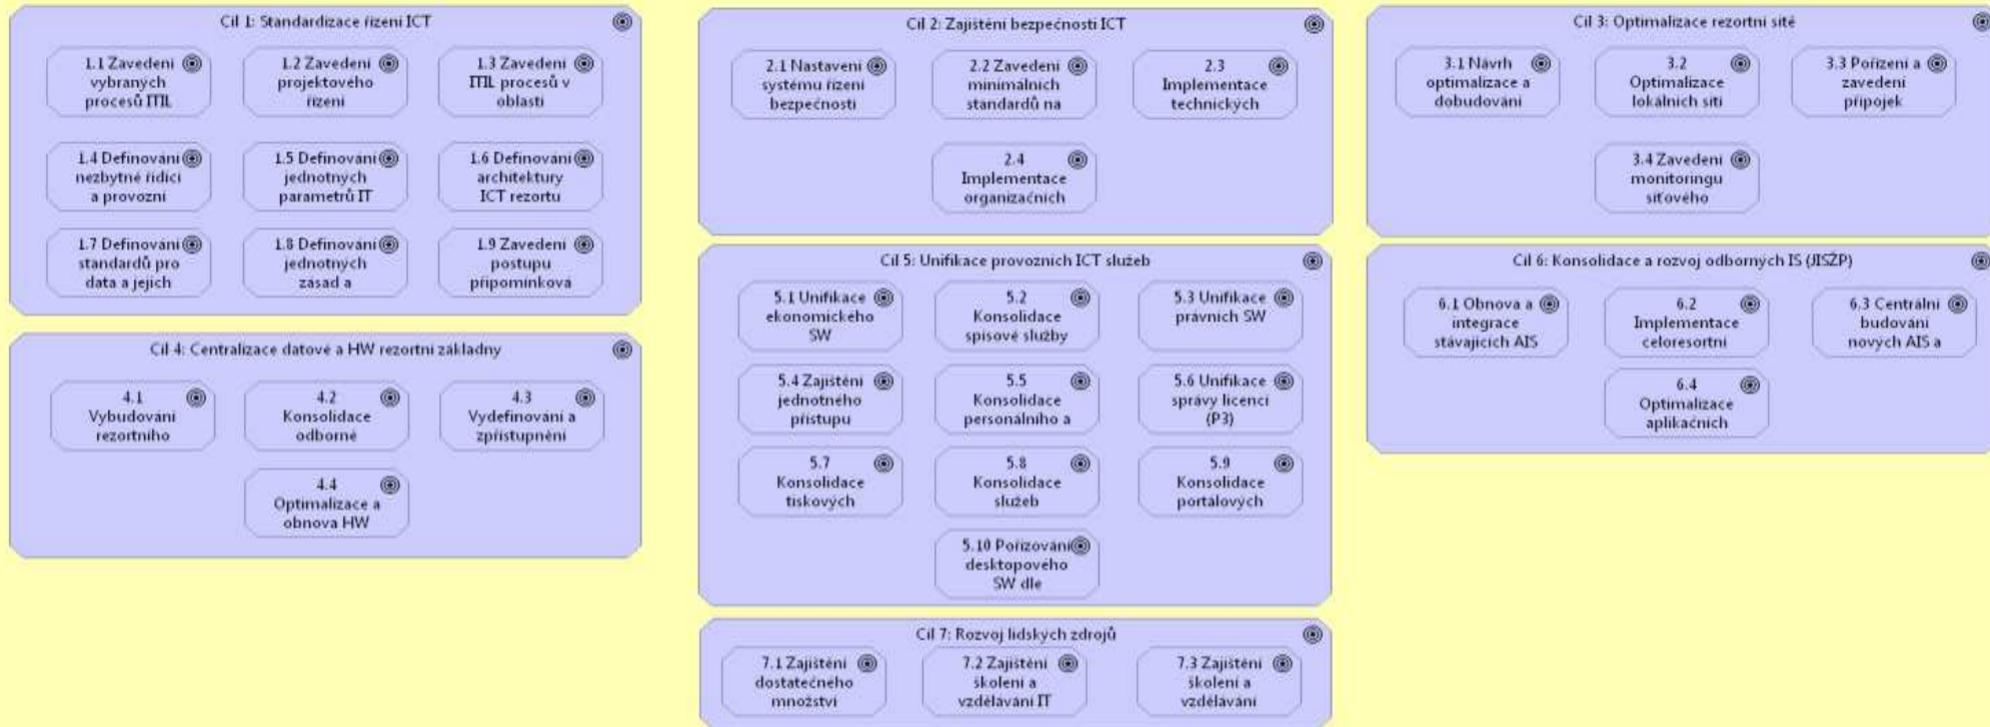 Cíl 1: Standardizace řízení ICT
1.1 Zavedení
vybraných
procesů ITIL
1.2 Zavedení
projektového
řízení
1.3 Zavedení
ITIL procesů v
oblasti
1.4 Definování
nezbytné řídící
a provozní
1.5 Definování
jednotných
parametrů IT
1.6 Definování
architektury
ICT rezortu
1.7 Definování
standardů pro
data a jejich
1.8 Definování
jednotných
zásad a
1.9 Zavedení
postupu
připomínková
Cíl 2: Zajištění bezpečnosti ICT
2.1 Nastavení
systému řízení
bezpečnosti
2.2 Zavedení
minimálních
standardů na
2.3
Implementace
technických
2.4
Implementace
organizačních
Cíl 3: Optimalizace rezortní sítě
3.1 Návrh
optimalizace a
dobudování
3.2
Optimalizace
lokálních sítí
3.3 Pořízení a
zavedení
přípojek
3.4 Zavedení
monitoringu
síťového
Cíl 4: Centralizace datové a HW rezortní základny
4.1
Vybudování
rezortního
4.2
Konsolidace
odborné
4.3
Vydefinování a
zpřístupnění
4.4
Optimalizace a
obnova HW
Cíl 5: Unifikace provozních ICT služeb
5.1 Unifikace
ekonomického
SW
5.2
Konsolidace
spisové služby
5.3 Unifikace
právních SW
5.4 Zajištění
jednotného
přístupu
5.5
Konsolidace
personálního a
5.6 Unifikace
správy licencí
(P3)
5.7
Konsolidace
tiskových
5.8
Konsolidace
služeb
5.9
Konsolidace
portálových
5.10 Pořizování
desktopového
SW dle
Cíl 6: Konsolidace a rozvoj odborných IS (JISŽP)
6.1 Obnova a
integrace
stávajících AIS
6.2
Implementace
celoresortní
6.3 Centrální
budování
nových AIS a
6.4
Optimalizace
aplikačních
Cíl 7: Rozvoj lidských zdrojů
7.1 Zajištění
dostatečného
množství
7.2 Zajištění
školení a
vzdělávání IT
7.3 Zajištění
školení a
vzdělávání